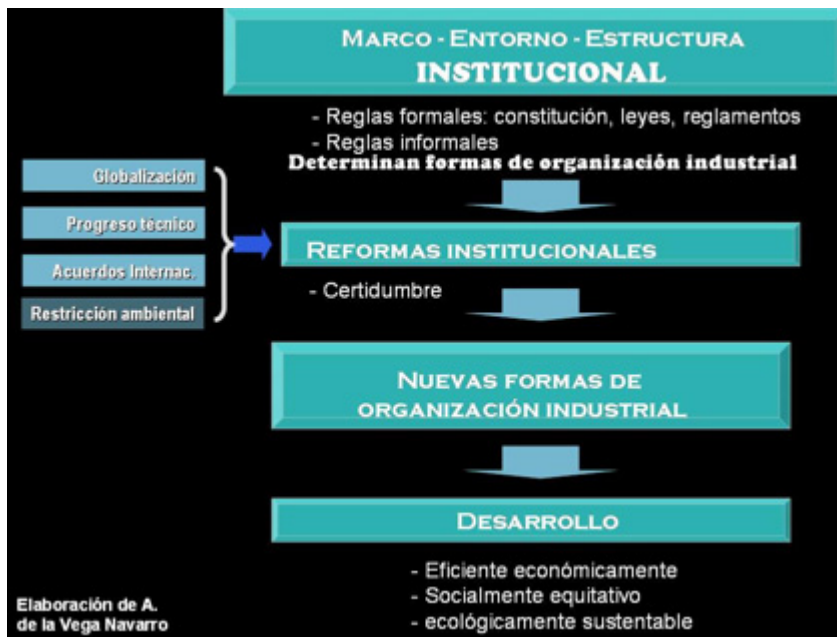 MARCO - ENTORNO - ESTRUCTURA
INSTITUCIONAL
- Reglas formales: constitución, leyes, reglamentos
- Reglas informales
Determinan formas de organización industrial
Globalización
Progreso técnico
Acuerdos Internac.
Restricción ambiental
REFORMAS INSTITUCIONALES
- Certidumbre
NUEVAS FORMAS DE
ORGANIZACIÓN INDUSTRIAL
DESARROLLO
- Eficiente económicamente
- Socialmente equitativo
- ecológicamente sustentable
Elaboración de A.
de la Vega Navarro